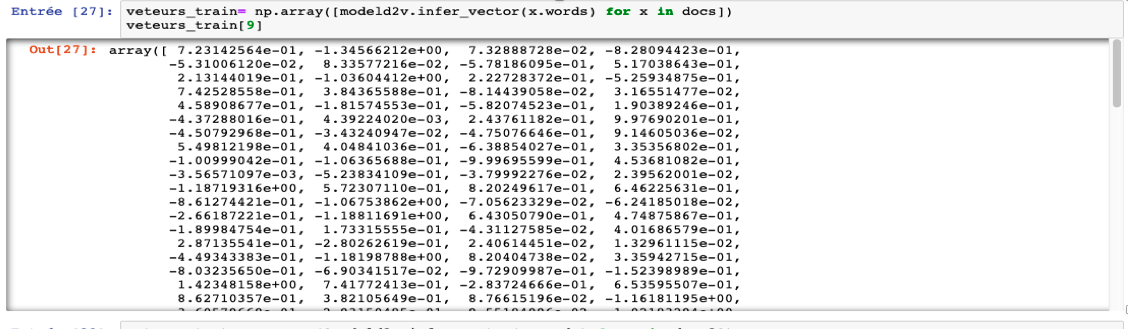 Entrée [27]: veteurs_train= np.array([modeld2v.infer_vector(x.words) for x in docs])
veteurs_train[9]
Out[27]: array([ 7.23142564e-01, -1.34566212e+00, 7.32888728e-02, -8.28094423e-01,
-5.31006120e-02, 8.33577216e-02, -5.78186095e-01, 5.17038643e-01,
2.13144019e-01, -1.03604412e+00, 2.22728372e-01, -5.25934875e-01,
7.42528558e-01, 3.84365588e-01, -8.14439058e-02, 3.16551477e-02,
4.58908677e-01, -1.81574553e-01, -5.82074523e-01, 1.90389246e-01,
-4.37288016e-01, 4.39224020e-03, 2.43761182e-01, 9.97690201e-01,
-4.50792968e-01, -3.43240947e-02, -4.75076646e-01, 9.14605036e-02,
5.49812198e-01, 4.04841036e-01, -6.38854027e-01, 3.35356802e-01,
-1.00999042e-01, -1.06365688e-01, -9.99695599e-01, 4.53681082e-01,
-3.56571097e-03, -5.23834109e-01, -3.79992276e-02, 2.39562001e-02,
-1.18719316e+00, 5.72307110e-01, 8.20249617e-01, 6.46225631e-01,
-8.61274421e-01, -1.06753862e+00, -7.05623329e-02, -6.24185018e-02,
-2.66187221e-01, -1.18811691e+00, 6.43050790e-01, 4.74875867e-01,
-1.89984754e-01, 1.73315555e-01, -4.31127585e-02, 4.01686579e-01,
2.87135541e-01, -2.80262619e-01, 2.40614451e-02, 1.32961115e-02,
-4.49343383e-01, -1.18198788e+00, 8.20404738e-02, 3.35942715e-01,
-8.03235650e-01, -6.90341517e-02, -9.72909987e-01, -1.52398989e-01,
1.42348158e+00, 7.41772413e-01, -2.83724666e-01, 6.53595507e-01,
8.62710357e-01, 3.82105649e-01, 8.76615196e-02, -1.16181195e+00,